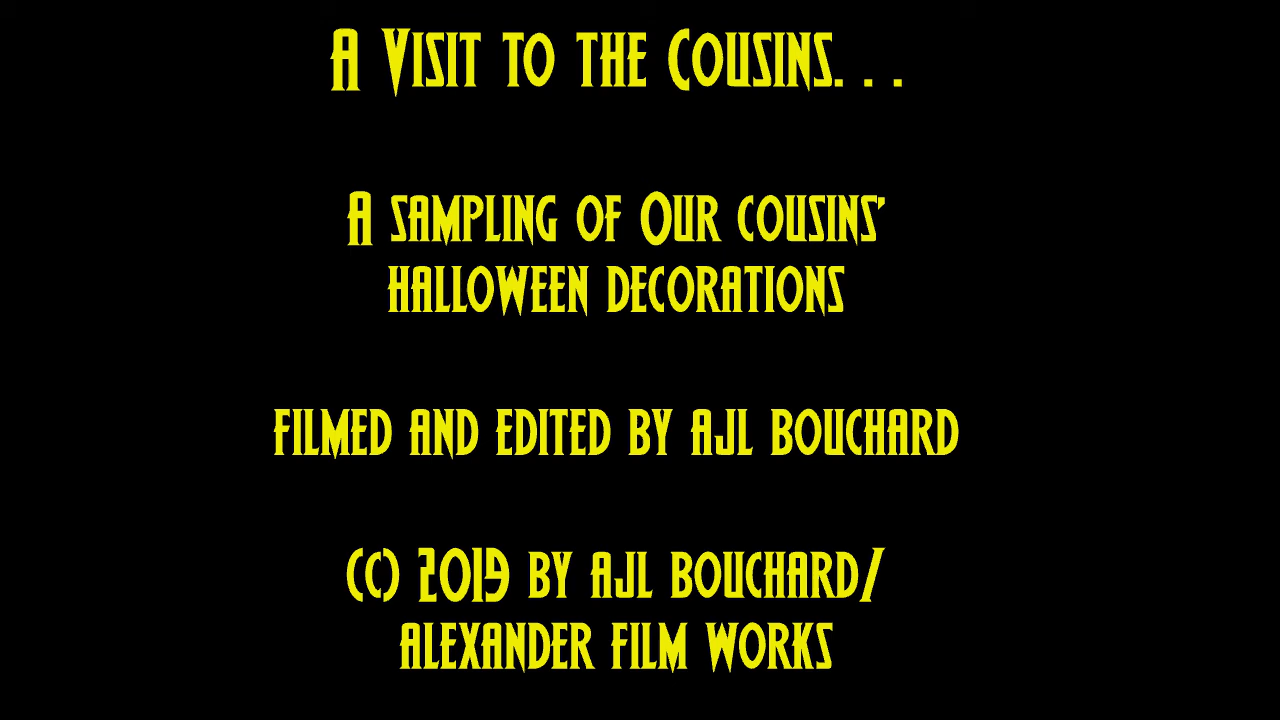 A Visit to the Cousins. . .
A sampling of Our cousins'
halloween decorations
filmed and edited by ajl bouchard
(c) 2019 by ajl bouchard/
alexander film works